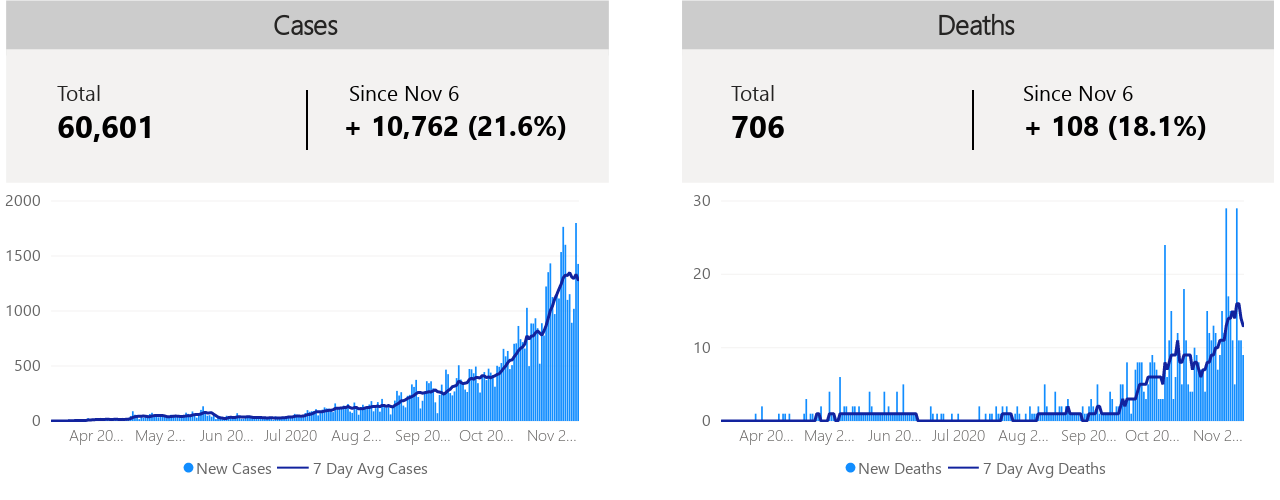 Cases
Total
Since Nov 6
60,601
+ 10,762 (21.6%)
2000
1500
1000
500
0
Apr 20...
May 2...
Jun 20...
Jul 2020
Aug 2...
Sep 20...
Oct 20...
Nov 2...
New Cases
7 Day Avg Cases
Deaths
Total
Since Nov 6
706
+ 108 (18.1%)
30
20
10
0
Apr 20...
May 2...
Jun 20...
Jul 2020
Aug 2...
Sep 20...
Oct 20...
Nov 2...
New Deaths
7 Day Avg Deaths